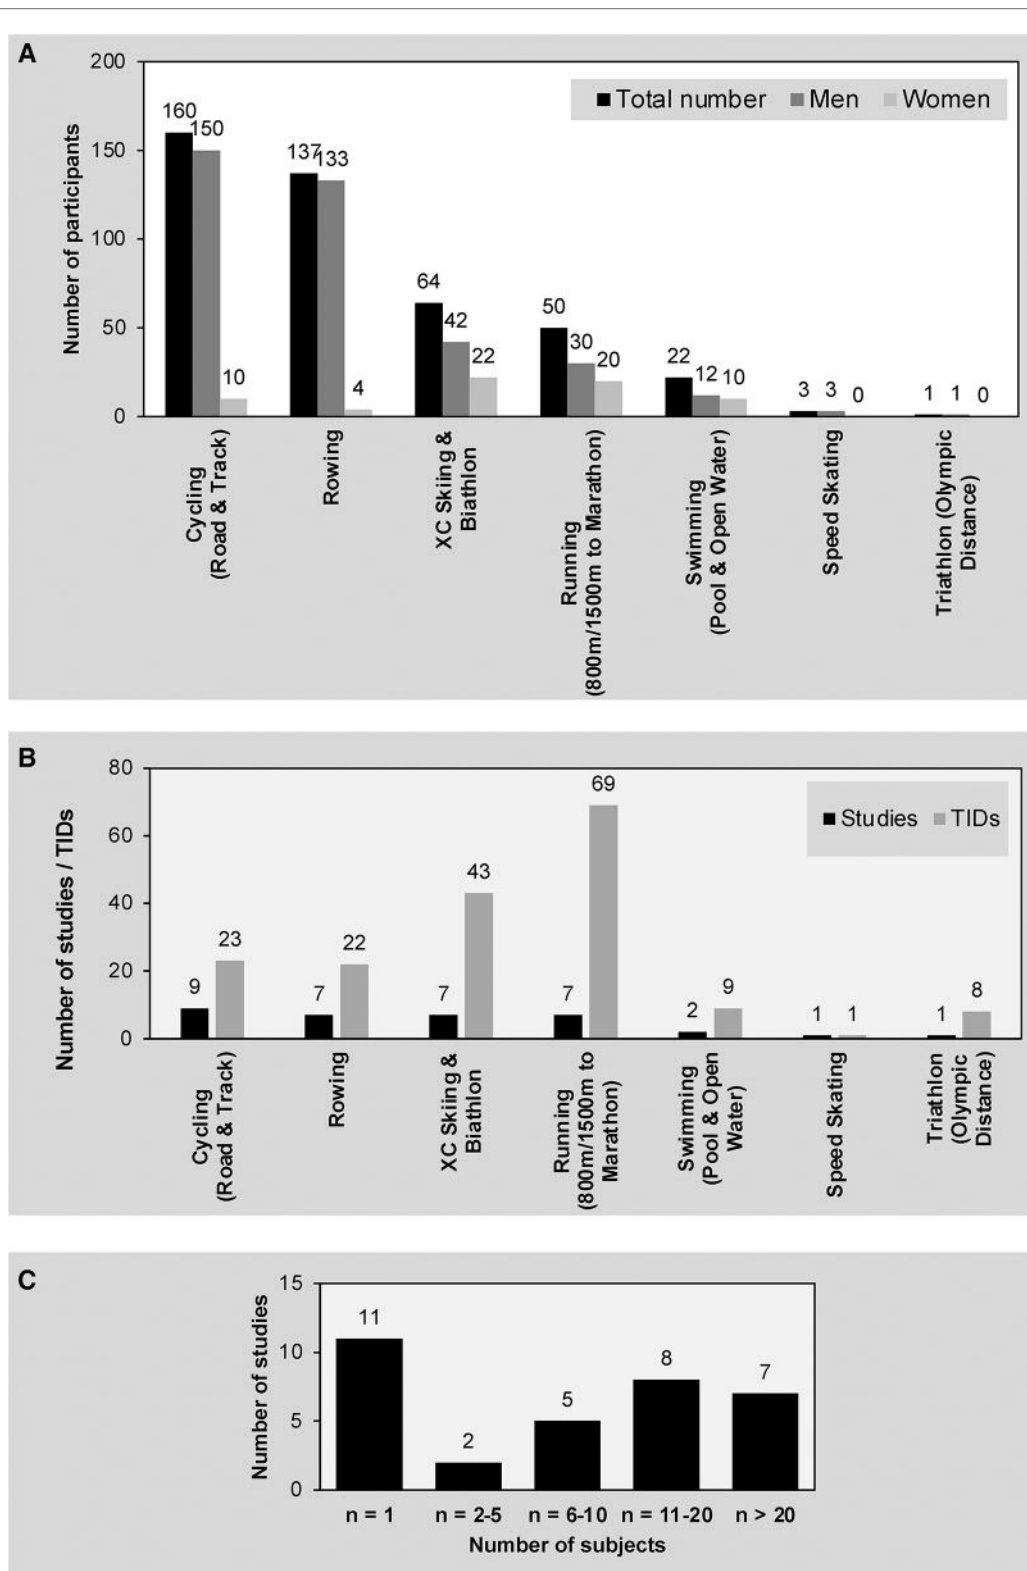 A
200
150
100
50
0
Number of participants
Total number Men Women
160
150
10
137
133
4
64
42
22
50
30
20
22
12
10
3
3
0
1
1
0
Cycling
(Road & Track)
Rowing
XC Skiing &
Biathlon
Running
(800m/1500m to Marathon)
Swimming
(Pool & Open Water)
Speed Skating
Triathlon (Olympic
Distance)
B
80
60
40
20
0
Number of studies / TIDs
Studies TIDs
9
23
7
22
7
43
7
69
2
9
1
1
1
8
Cycling
(Road & Track)
Rowing
XC Skiing &
Biathlon
Running
(800m/1500m to
Marathon)
Swimming
(Pool & Open
Water)
Speed Skating
Triathlon
(Olympic
Distance)
C
15
10
5
0
Number of studies
11
2
5
8
7
n = 1 n = 2-5 n = 6-10 n = 11-20 n > 20
Number of subjects